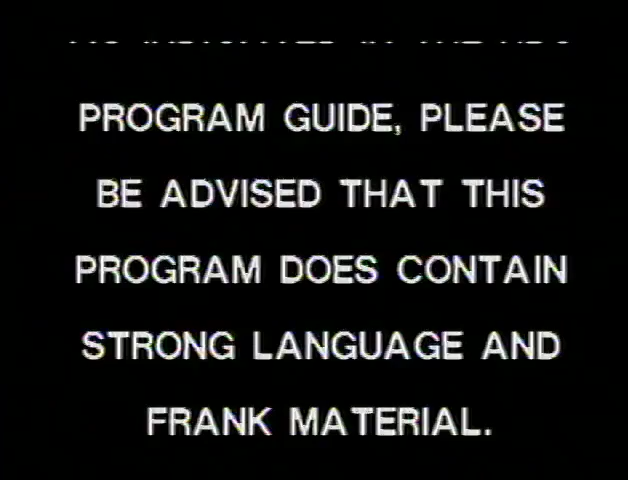 PROGRAM GUIDE, PLEASE
BE ADVISED THAT THIS
PROGRAM DOES CONTAIN
STRONG LANGUAGE AND
FRANK MATERIAL.